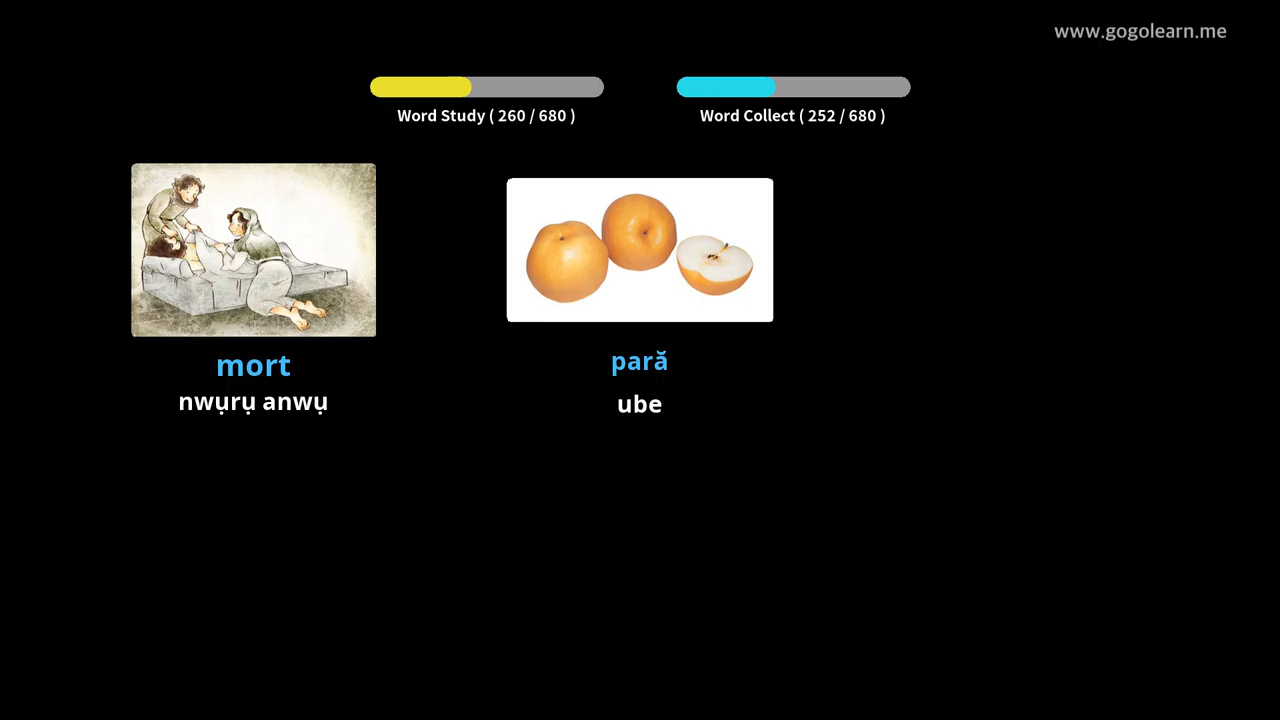 www.gogolearn.me
Word Study ( 260 / 680 )
Word Collect ( 252 / 680 )
mort
nwụrụ anwụ
pară
ube